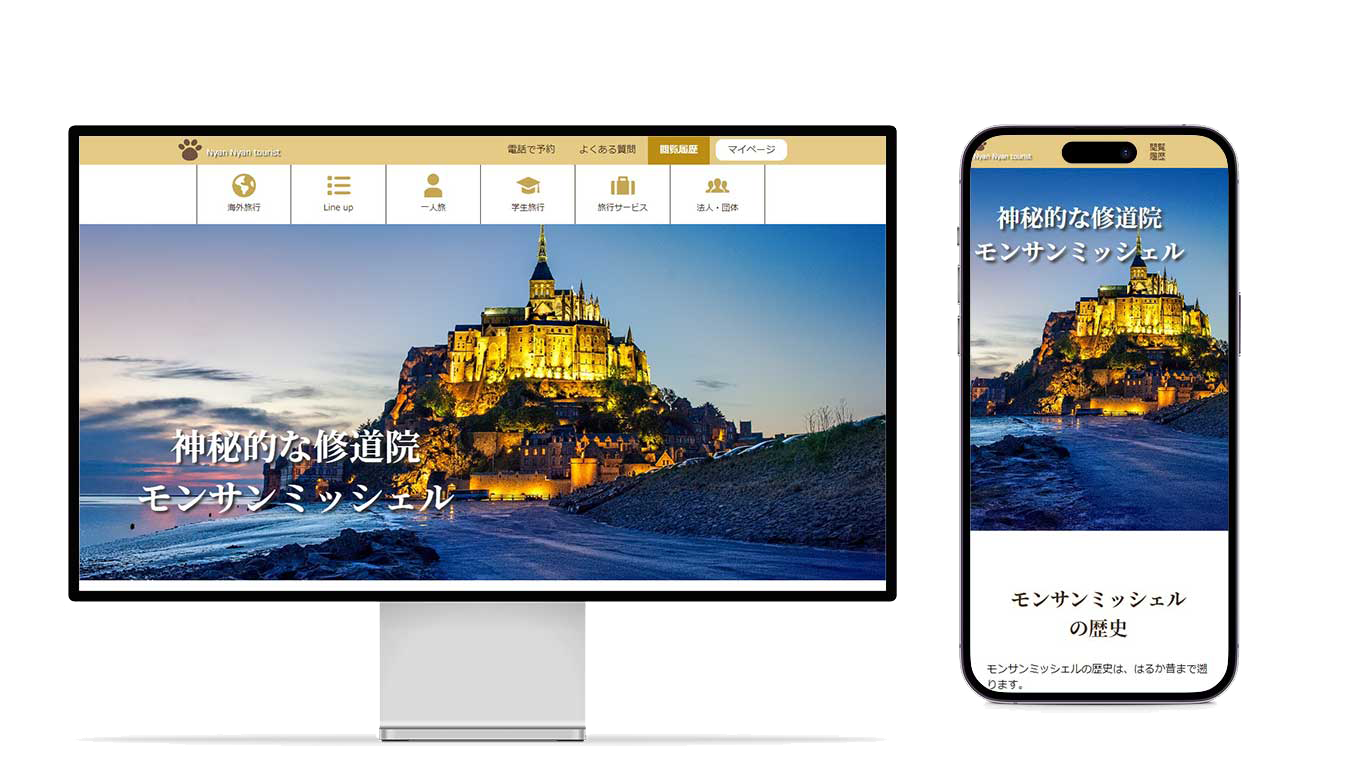 Nyan Nyan tourist
電話で予約
よくある質問
閲覧履歴
マイページ
海外旅行
Line up
一人旅
学生旅行
旅行サービス
法人・団体
神秘的な修道院
モンサンミッシェル
Nyan Nyan tourist
閲覧
履歴
神秘的な修道院
モンサンミッシェル
モンサンミッシェル
の歴史
モンサンミッシェルの歴史は、はるか昔まで遡
ります。